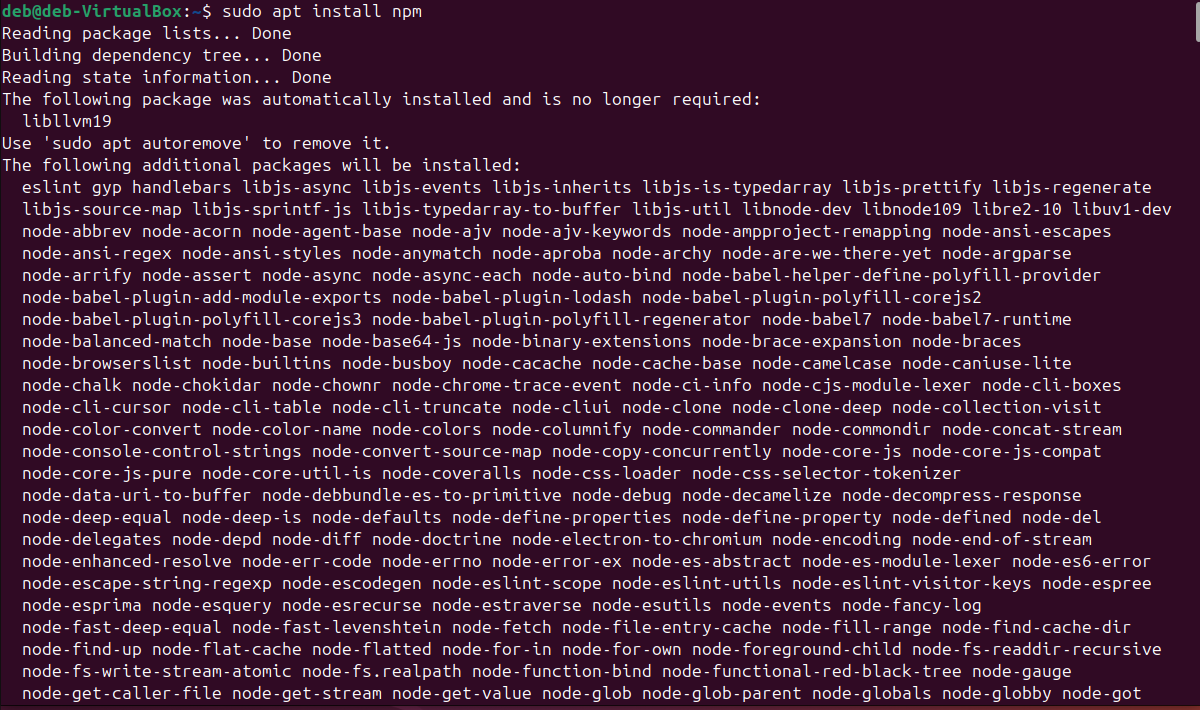 deb@deb-VirtualBox:~$ sudo apt install npm
Reading package lists... Done
Building dependency tree... Done
Reading state information... Done
The following package was automatically installed and is no longer required:
  libllvm19
Use 'sudo apt autoremove' to remove it.
The following additional packages will be installed:
  eslint gyp handlebars libjs-async libjs-events libjs-inherits libjs-is-typedarray libjs-prettify libjs-regenerate
  libjs-source-map libjs-sprintf-js libjs-typedarray-to-buffer libjs-util libnode-dev libnode109 libre2-10 libuv1-dev
  node-abbrev node-acorn node-agent-base node-ajv node-ajv-keywords node-ampproject-remapping node-ansi-escapes
  node-ansi-regex node-ansi-styles node-anymatch node-aproba node-archy node-are-we-there-yet node-argparse
  node-arrify node-assert node-async node-async-each node-auto-bind node-babel-helper-define-polyfill-provider
  node-babel-plugin-add-module-exports node-babel-plugin-lodash node-babel-plugin-polyfill-corejs2
  node-babel-plugin-polyfill-corejs3 node-babel-plugin-polyfill-regenerator node-babel7 node-babel7-runtime
  node-balanced-match node-base node-base64-js node-binary-extensions node-brace-expansion node-braces
  node-browserslist node-builtins node-busboy node-cacache node-cache-base node-camelcase node-caniuse-lite
  node-chalk node-chokidar node-chownr node-chrome-trace-event node-ci-info node-cjs-module-lexer node-cli-boxes
  node-cli-cursor node-cli-table node-cli-truncate node-cliui node-clone node-clone-deep node-collection-visit
  node-color-convert node-color-name node-colors node-columnify node-commander node-commondir node-concat-stream
  node-console-control-strings node-convert-source-map node-copy-concurrently node-core-js node-core-js-compat
  node-core-js-pure node-core-util-is node-coveralls node-css-loader node-css-selector-tokenizer
  node-data-uri-to-buffer node-debbundle-es-to-primitive node-debug node-decamelize node-decompress-response
  node-deep-equal node-deep-is node-defaults node-define-properties node-define-property node-defined node-del
  node-delegates node-depd node-diff node-doctrine node-electron-to-chromium node-encoding node-end-of-stream
  node-enhanced-resolve node-err-code node-errno node-error-ex node-es-abstract node-es-module-lexer node-es6-error
  node-escape-string-regexp node-escodegen node-eslint-scope node-eslint-utils node-eslint-visitor-keys node-espree
  node-esprima node-esquery node-esrecurse node-estraverse node-esutils node-events node-fancy-log
  node-fast-deep-equal node-fast-levenshtein node-fetch node-file-entry-cache node-fill-range node-find-cache-dir
  node-find-up node-flat-cache node-flatted node-for-in node-for-own node-foreground-child node-fs-readdir-recursive
  node-fs-write-stream-atomic node-fs.realpath node-function-bind node-functional-red-black-tree node-gauge
  node-get-caller-file node-get-stream node-get-value node-glob node-glob-parent node-globals node-globby node-got